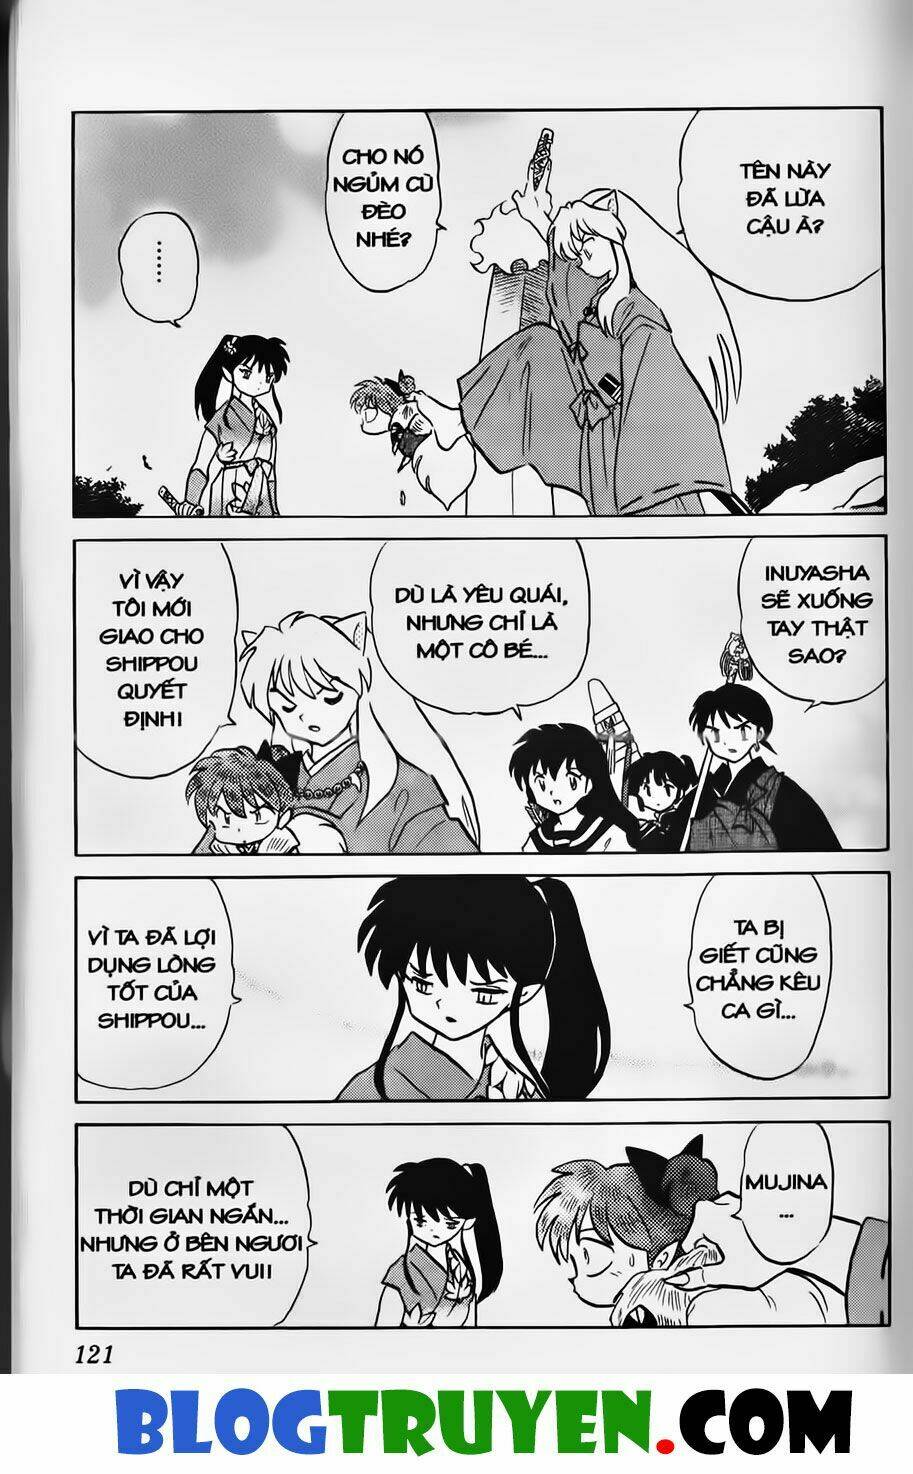 TÊN NÀY
ĐÃ LỪA
CẬU À?
CHO NÓ
NGỦM CÙ
ĐÈO
NHÉ?
......
INUYASHA
SẼ XUỐNG
TAY THẬT
SAO?
DÙ LÀ YÊU QUÁI,
NHƯNG CHỈ LÀ
MỘT CÔ BÉ...
VÌ VẬY
TÔI MỚI
GIAO CHO
SHIPPOU
QUYẾT
ĐỊNH!
TA BỊ
GIẾT CŨNG
CHẲNG KÊU
CA GÌ...
VÌ TA ĐÃ LỢI
DỤNG LÒNG
TỐT CỦA
SHIPPOU...
MUJINA
...
DÙ CHỈ MỘT
THỜI GIAN NGẮN...
NHƯNG Ở BÊN NGƯƠI
TA ĐÃ RẤT VUI!
121
BLOGTRUYEN.COM